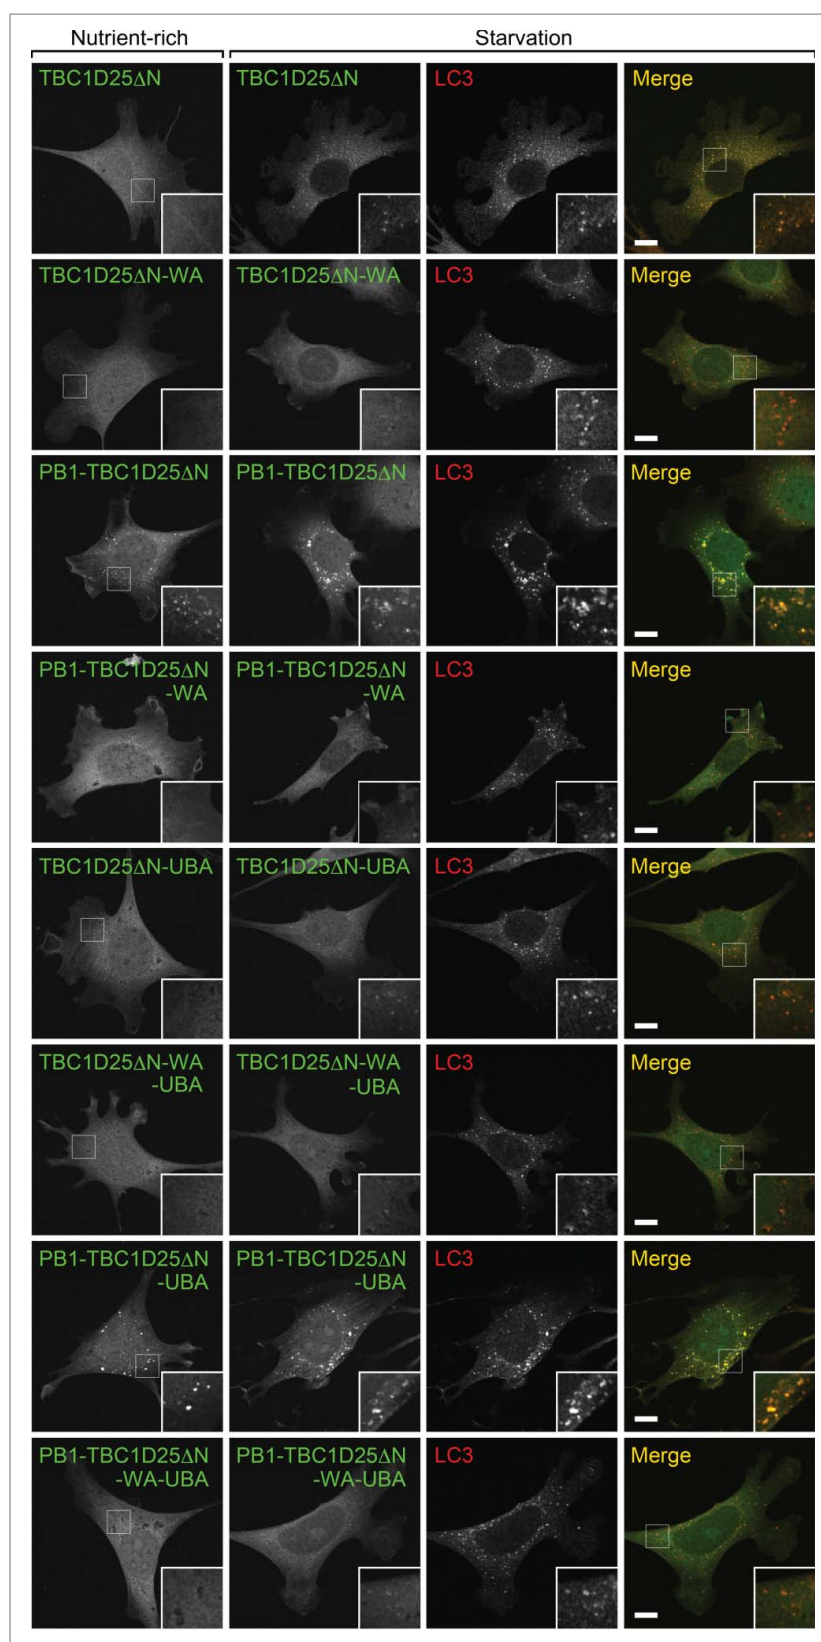 Nutrient-rich Starvation
TBC1D25ΔN TBC1D25ΔN LC3 Merge
TBC1D25ΔN-WA TBC1D25ΔN-WA LC3 Merge
PB1-TBC1D25ΔN PB1-TBC1D25ΔN LC3 Merge
PB1-TBC1D25ΔN PB1-TBC1D25ΔN LC3 Merge
-WA -WA
TBC1D25ΔN-UBA TBC1D25ΔN-UBA LC3 Merge
TBC1D25ΔN-WA TBC1D25ΔN-WA LC3 Merge
-UBA -UBA
PB1-TBC1D25ΔN PB1-TBC1D25ΔN LC3 Merge
-UBA -UBA
PB1-TBC1D25ΔN PB1-TBC1D25ΔN LC3 Merge
-WA-UBA -WA-UBA